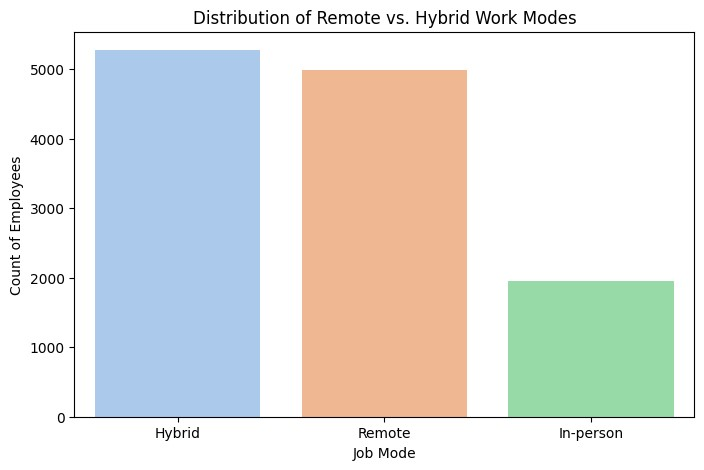 Distribution of Remote vs. Hybrid Work Modes
Count of Employees
5000
4000
3000
2000
1000
0
Hybrid
Remote
In-person
Job Mode